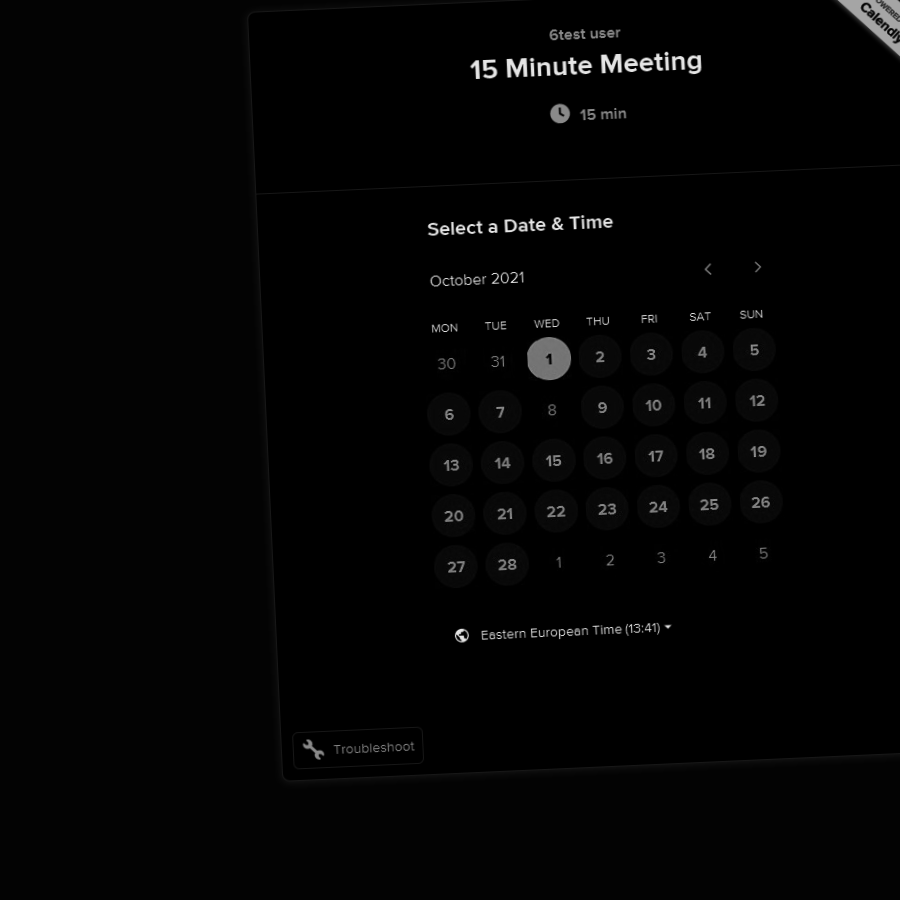 6test user
15 Minute Meeting
15 min
Calendly
Select a Date & Time
October 2021
MON TUE WED THU FRI SAT SUN
30 31 1 2 3 4 5
6 7 8 9 10 11 12
13 14 15 16 17 18 19
20 21 22 23 24 25 26
27 28 1 2 3 4 5
Eastern European Time (13:41)
Troubleshoot